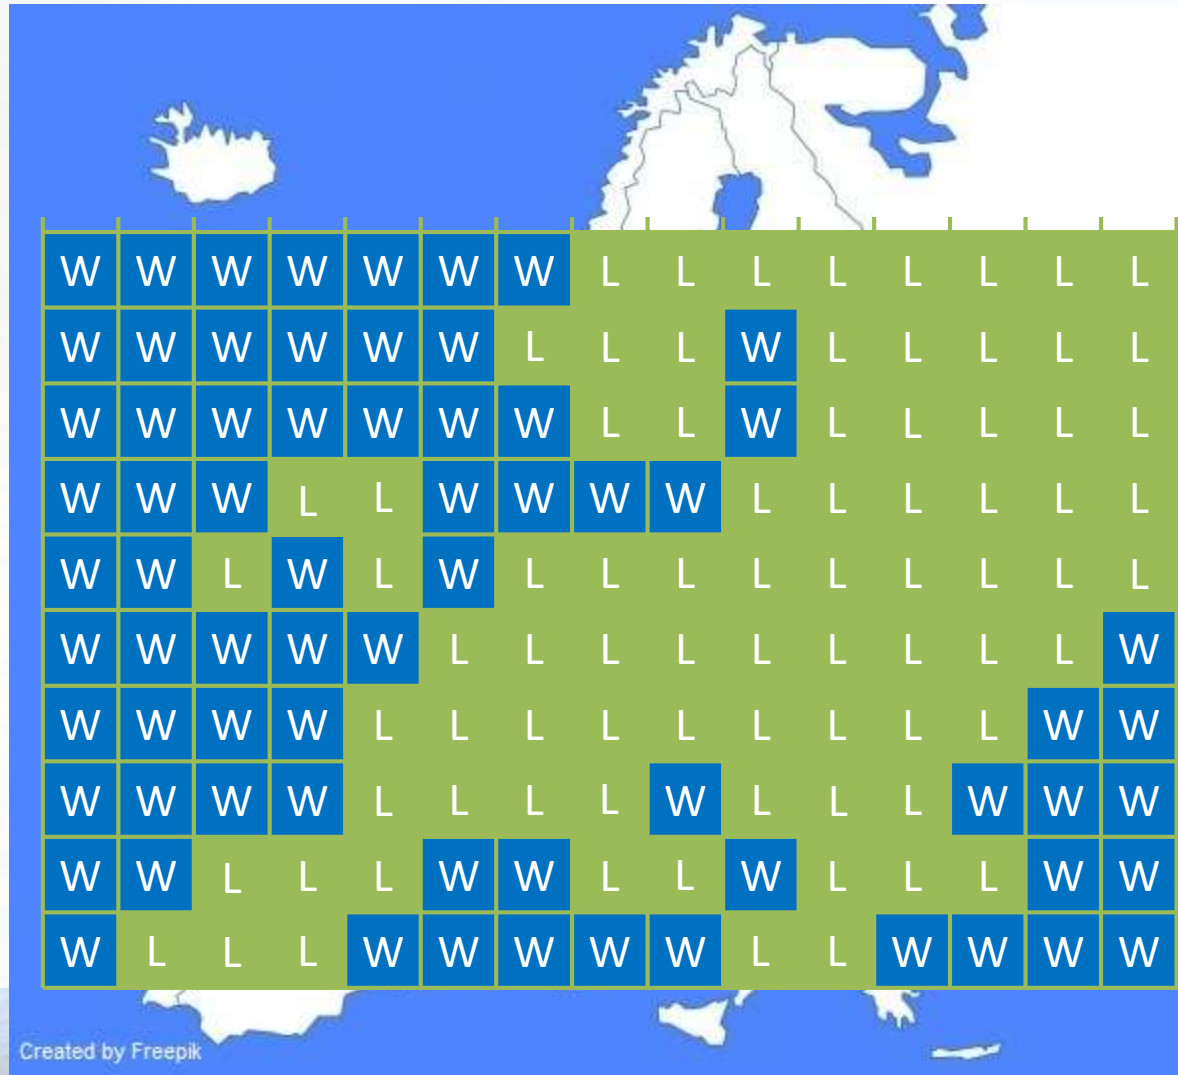 W W W W W W W L L L L L L L L
W W W W W W L L L W L L L L L
W W W W W W W L L W L L L L L
W W W L L W W W W L L L L L L
W W L W L W L L L L L L L L L
W W W W W L L L L L L L L L W
W W W W L L L L L L L L L W W
W W W W L L L L W L L L W W W
W W L L L W W L L W L L L W W
W L L L W W W W W L L W W W W
Created by Freepik